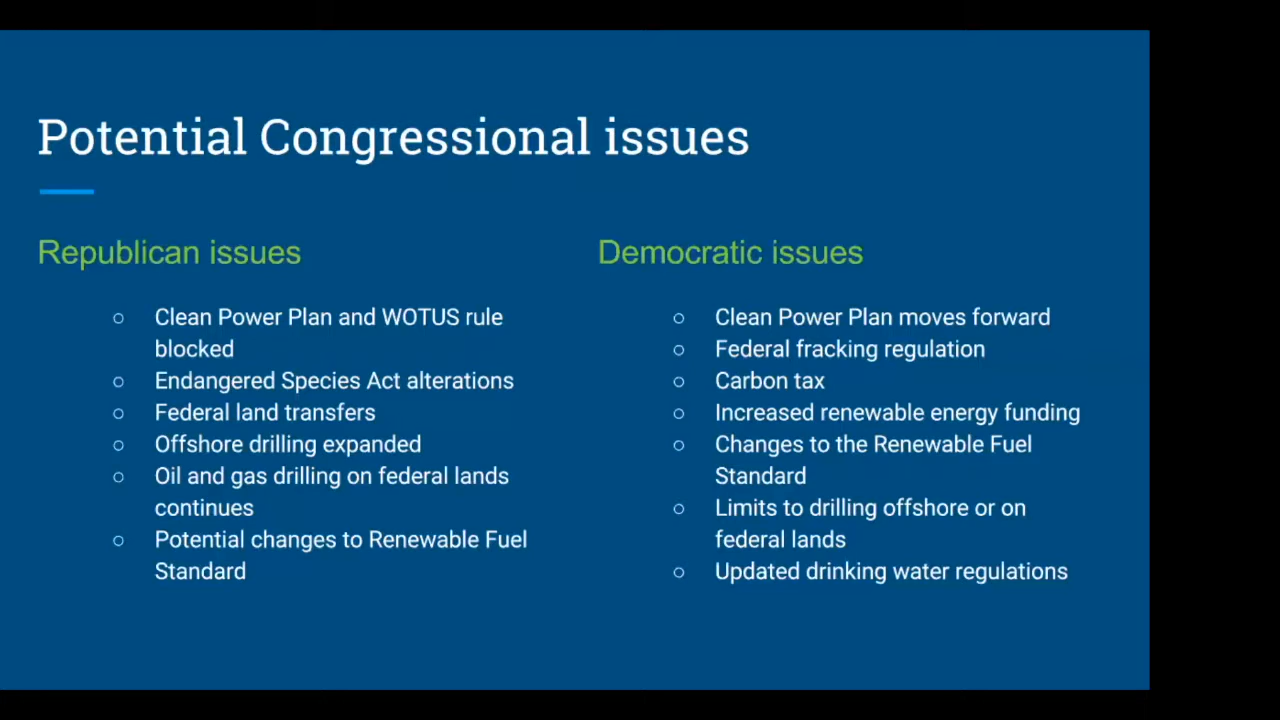 Potential Congressional issues
Republican issues
Clean Power Plan and WOTUS rule
blocked
Endangered Species Act alterations
Federal land transfers
Offshore drilling expanded
Oil and gas drilling on federal lands
continues
Potential changes to Renewable Fuel
Standard
Democratic issues
Clean Power Plan moves forward
Federal fracking regulation
Carbon tax
Increased renewable energy funding
Changes to the Renewable Fuel
Standard
Limits to drilling offshore or on
federal lands
Updated drinking water regulations